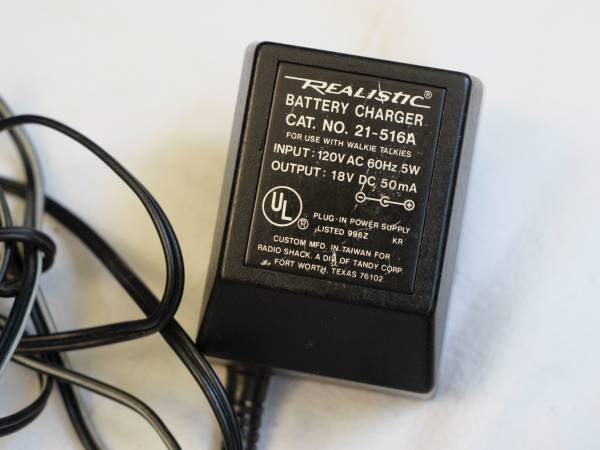 REALISTIC®
BATTERY CHARGER
CAT. NO. 21-516A
FOR USE WITH WALKIE TALKIES
INPUT: 120V AC 60Hz 5W
OUTPUT: 18V DC 50mA
UL®
PLUG-IN POWER SUPPLY
LISTED 996Z KR
CUSTOM MFD. IN TAIWAN FOR
RADIO SHACK. A DIV. OF TANDY CORP.
FORT WORTH, TEXAS 76102